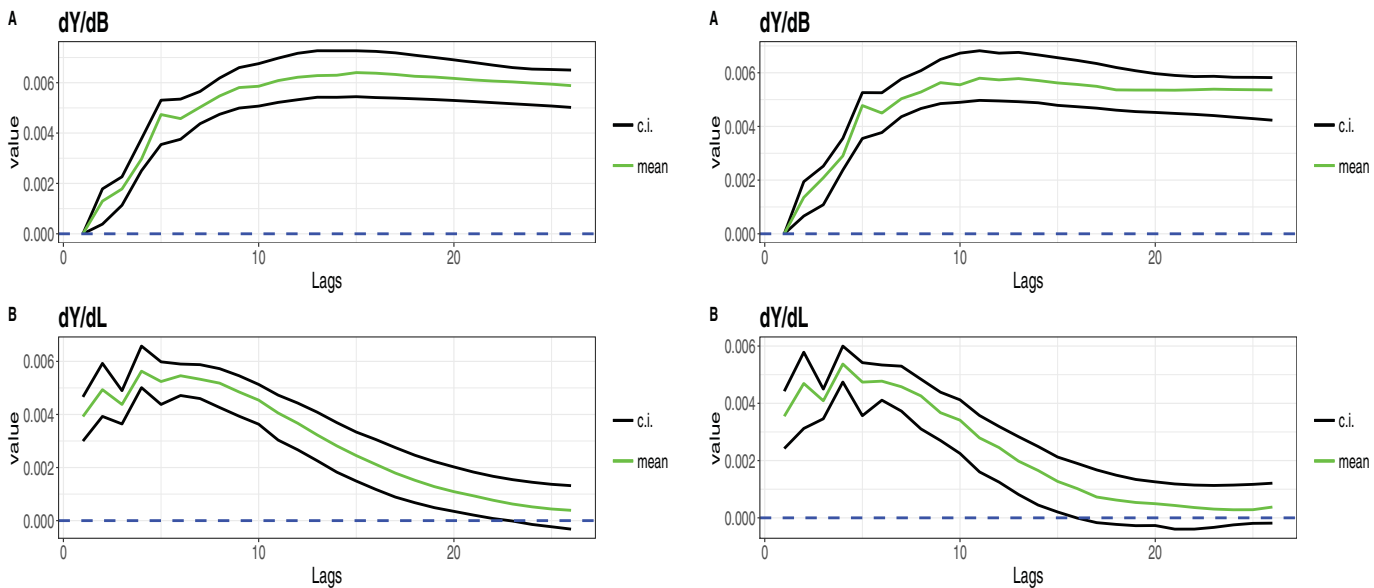 A dY/dB
value
0.006
0.004
0.002
0.000
0 10 20
Lags
c.i.
mean
A dY/dB
value
0.006
0.004
0.002
0.000
0 10 20
Lags
c.i.
mean
B dY/dL
value
0.006
0.004
0.002
0.000
0 10 20
Lags
c.i.
mean
B dY/dL
value
0.006
0.004
0.002
0.000
0 10 20
Lags
c.i.
mean